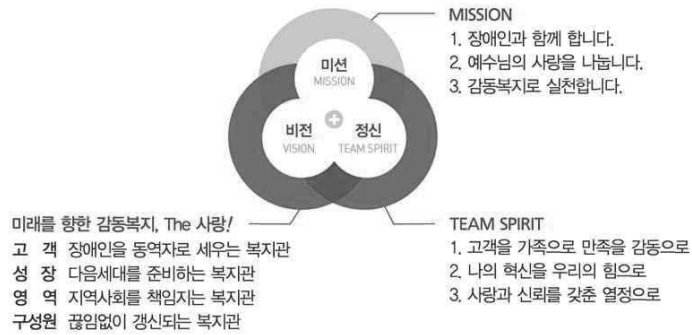 MISSION
1. 장애인과 함께 합니다.
2. 예수님의 사랑을 나눕니다.
3. 감동복지로 실천합니다.
미션
MISSION
비전
VISION
정신
TEAM SPIRIT
미래를 향한 감동복지, The 사랑!
고 객 장애인을 동역자로 세우는 복지관
성 장 다음세대를 준비하는 복지관
영 역 지역사회를 책임지는 복지관
구성원 끊임없이 갱신되는 복지관
TEAM SPIRIT
1. 고객을 가족으로 만족을 감동으로
2. 나의 혁신을 우리의 힘으로
3. 사랑과 신뢰를 갖춘 열정으로